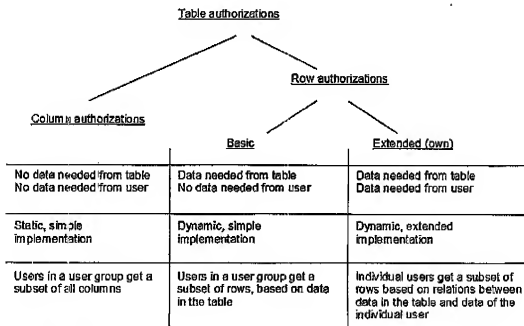 Table authorizations
Row authorizations
Column authorizations
Basic
Extended (own)
No data needed from table
No data needed from user
Data needed from table
No data needed from user
Data needed from table
Data needed from user
Static, simple
implementation
Dynamic, simple
implementation
Dynamic, extended
implementation
Users in a user group get a
subset of all columns
Users in a user group get a
subset of rows, based on data
in the table
Individual users get a subset of
rows based on relations between
data in the table and data of the
individual user